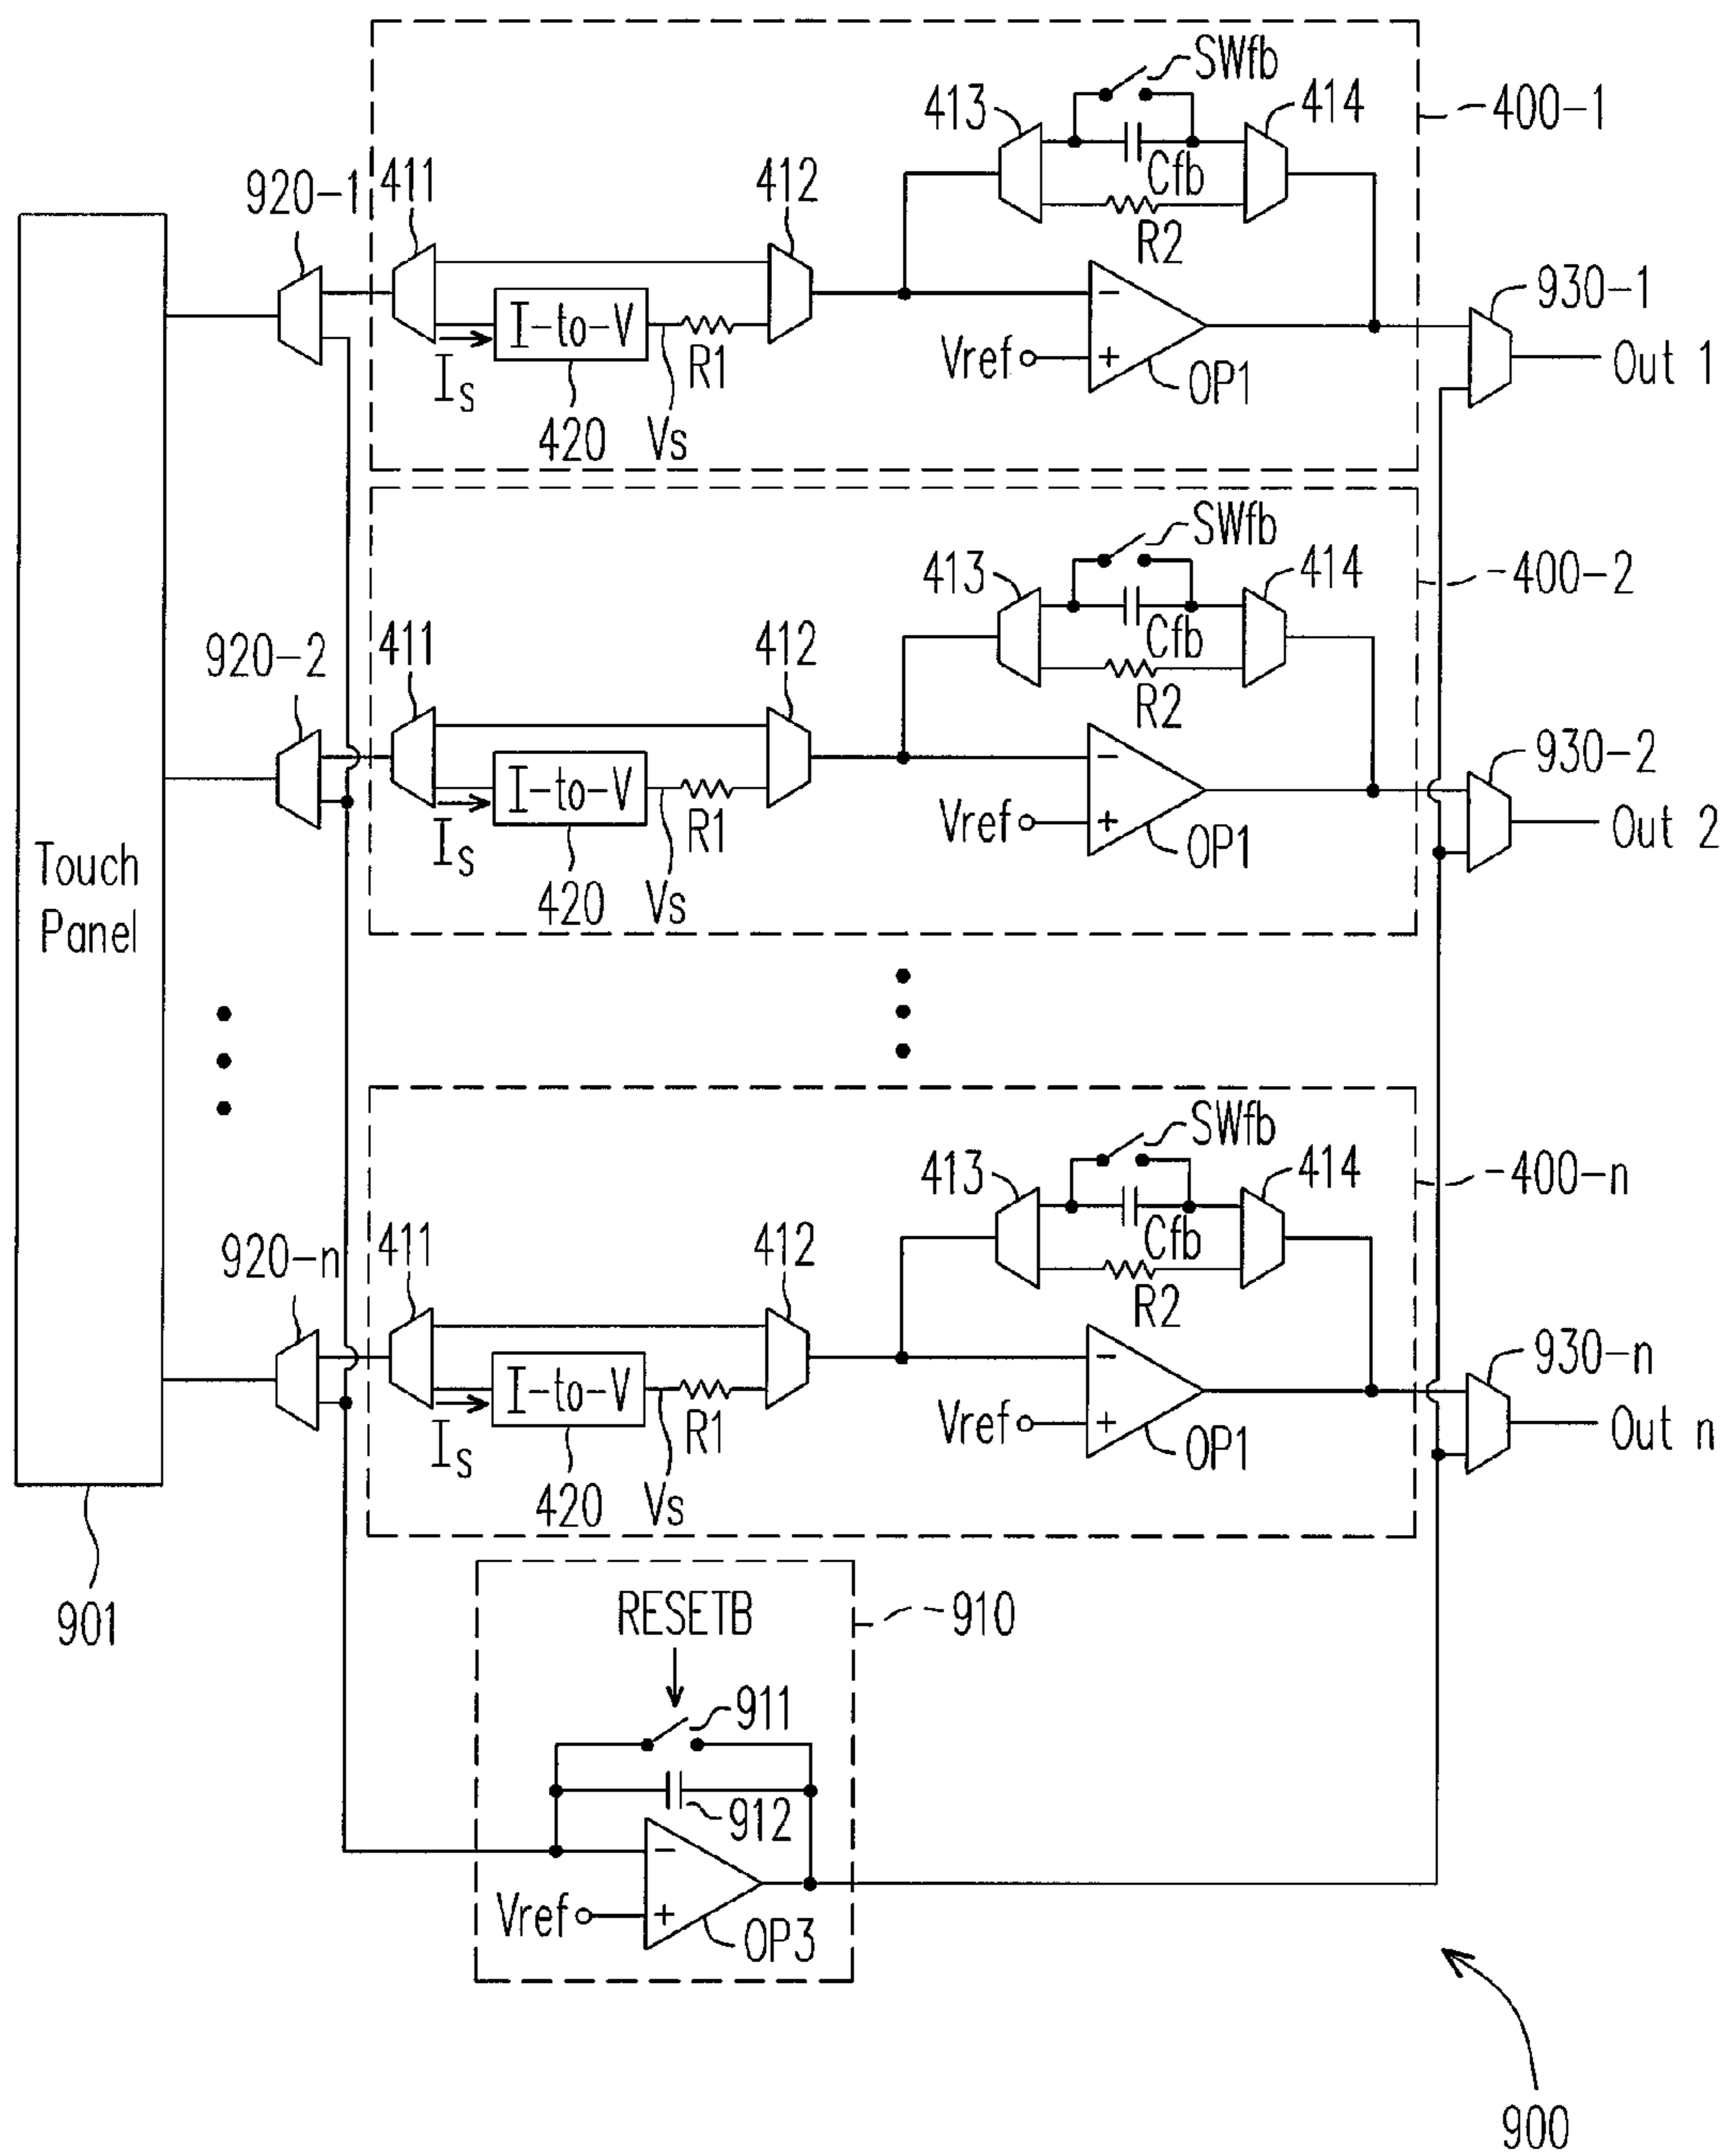 SWfb
413
414
400-1
Cfb
920-1
411
412
R2
930-1
I-to-V
Is
R1
Vref
OP1
Out 1
420
Vs
SWfb
413
414
400-2
Cfb
920-2
411
412
R2
930-2
I-to-V
Is
R1
Vref
OP1
Out 2
420
Vs
Touch
Panel
SWfb
413
414
400-n
Cfb
920-n
411
412
R2
930-n
I-to-V
Is
R1
Vref
OP1
Out n
420
Vs
901
RESETB
910
911
912
Vref
OP3
900